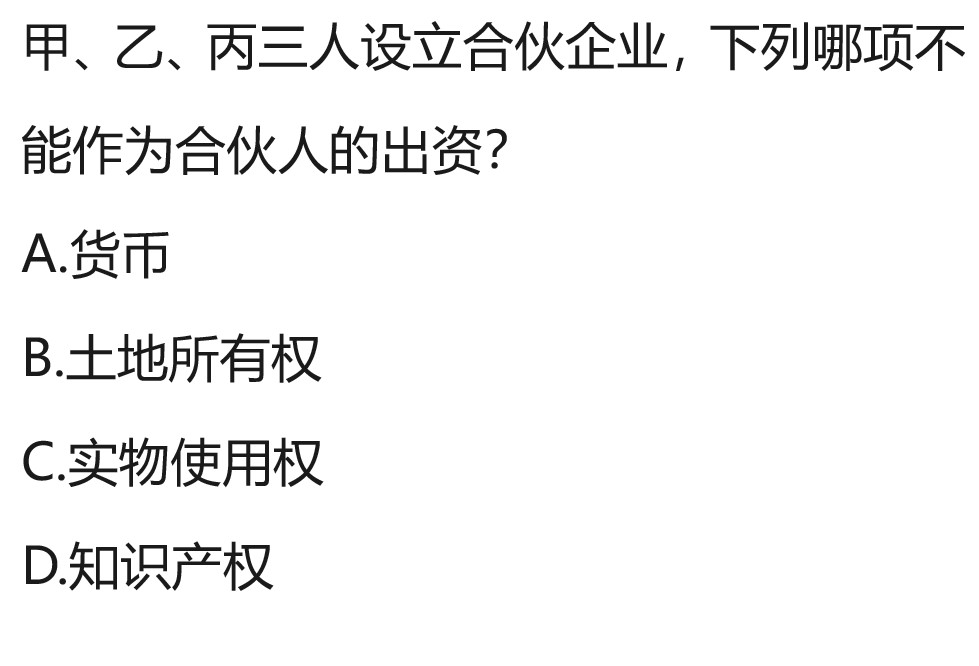 甲、乙、丙三人设立合伙企业，下列哪项不
能作为合伙人的出资？
A.货币
B.土地所有权
C.实物使用权
D.知识产权